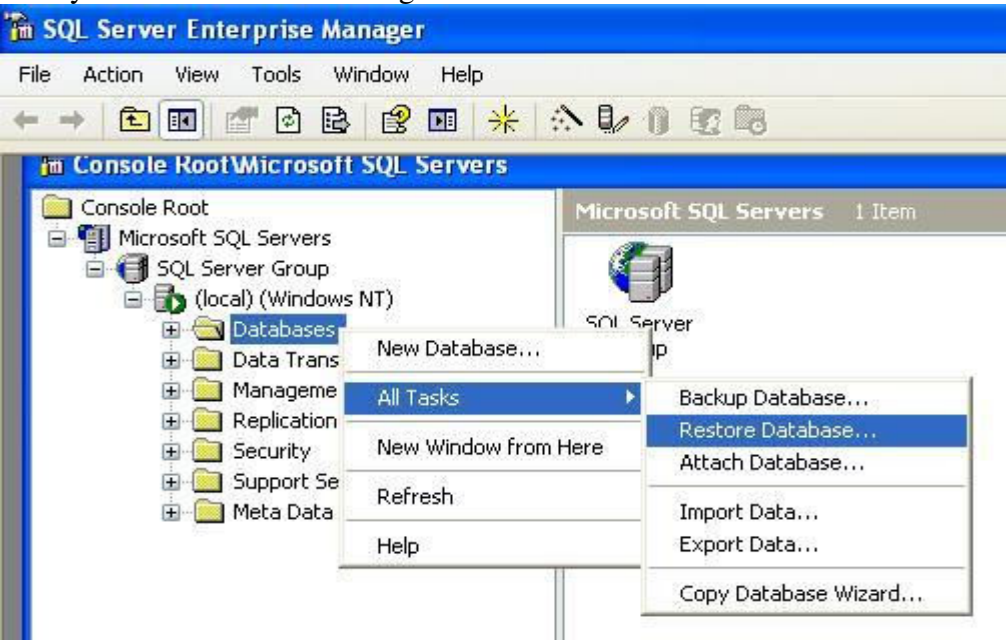 SQL Server Enterprise Manager
File Action View Tools Window Help
Console Root\Microsoft SQL Servers
Console Root
Microsoft SQL Servers 1 Item
Microsoft SQL Servers
SQL Server Group
(local) (Windows NT)
Databases
SQL Server
New Database...
Data Trans
Manageme
All Tasks
Backup Database...
Replication
Restore Database...
Security
New Window from Here
Attach Database...
Support Se
Refresh
Meta Data
Import Data...
Help
Export Data...
Copy Database Wizard...